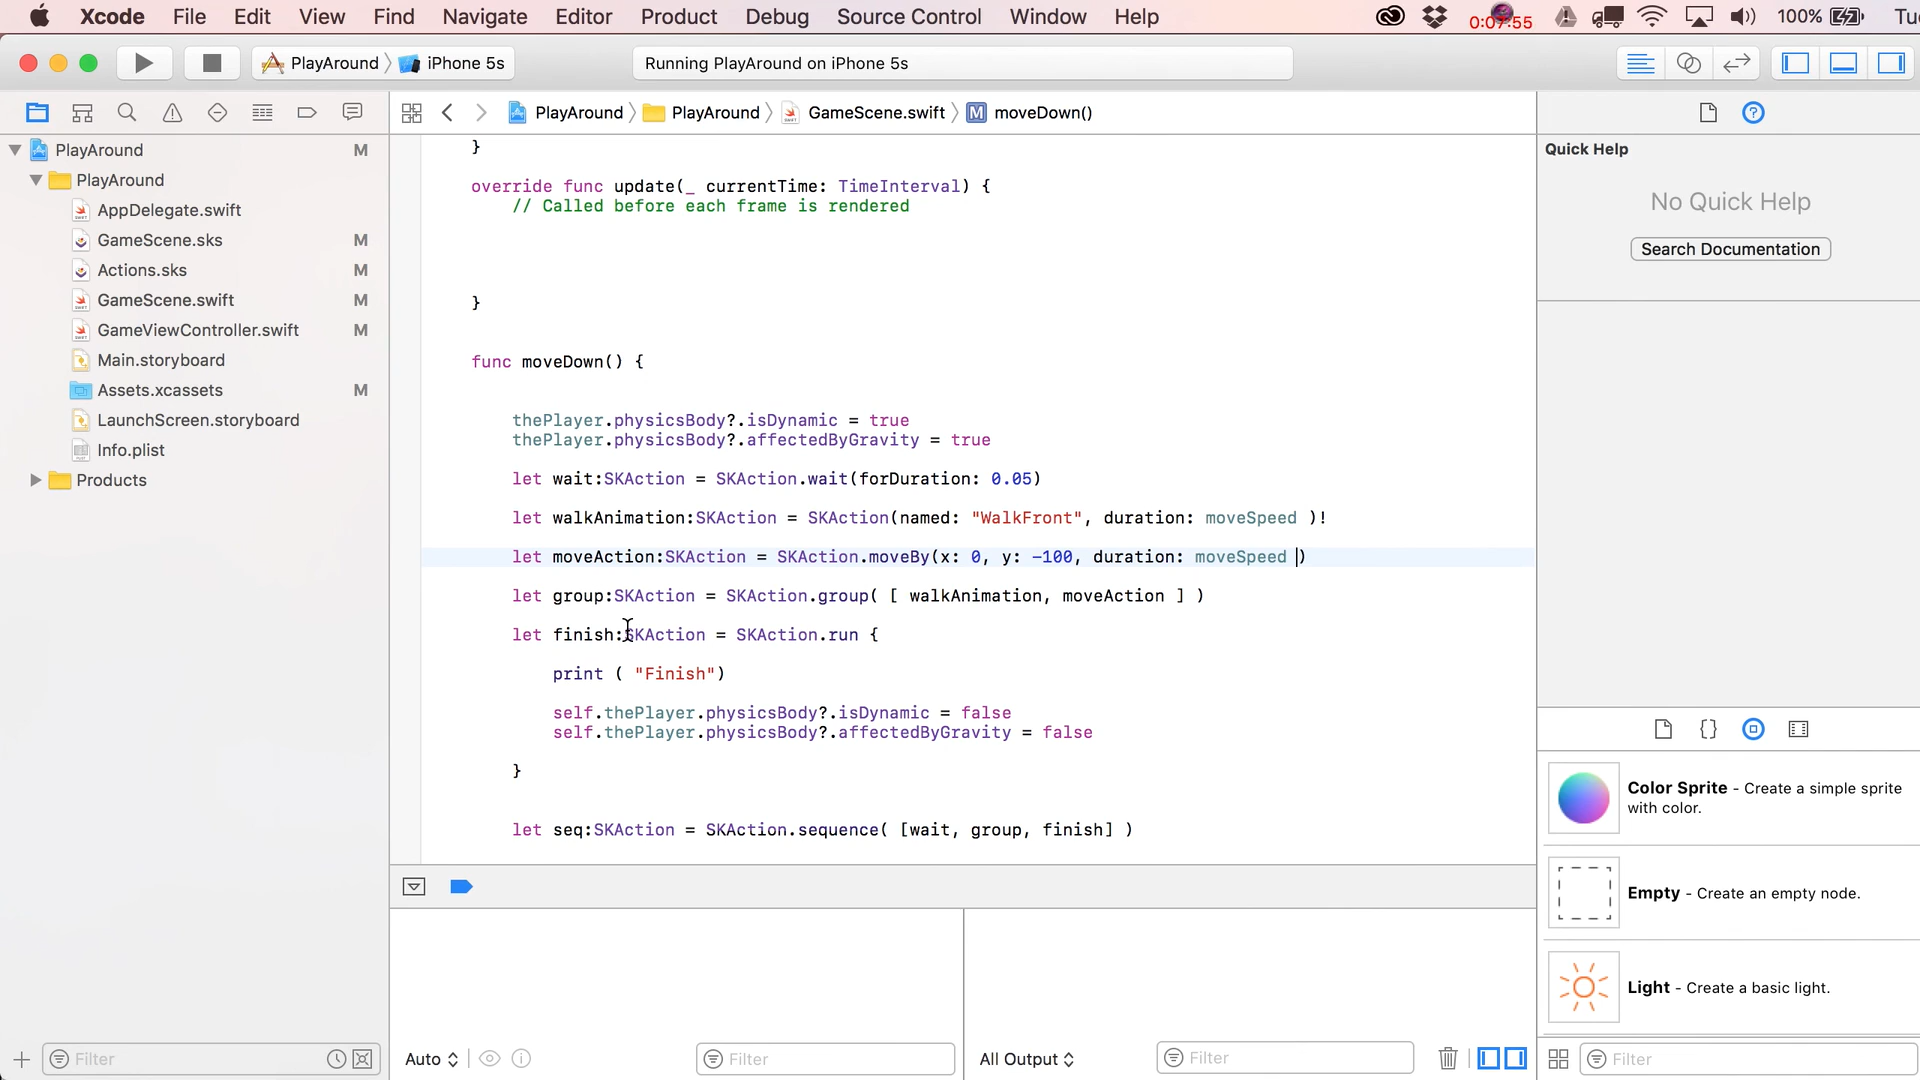 Xcode File Edit View Find Navigate Editor Product Debug Source Control Window Help 0:07:55 100% Tu
PlayAround iPhone 5s Running PlayAround on iPhone 5s
PlayAround PlayAround GameScene.swift M moveDown()
PlayAround M
PlayAround
AppDelegate.swift
GameScene.sks M
Actions.sks M
GameScene.swift M
GameViewController.swift M
Main.storyboard
Assets.xcassets M
LaunchScreen.storyboard
Info.plist
Products
}
override func update(_ currentTime: TimeInterval) {
// Called before each frame is rendered
}
func moveDown() {
thePlayer.physicsBody?.isDynamic = true
thePlayer.physicsBody?.affectedByGravity = true
let wait:SKAction = SKAction.wait(forDuration: 0.05)
let walkAnimation:SKAction = SKAction(named: "WalkFront", duration: moveSpeed )!
let moveAction:SKAction = SKAction.moveBy(x: 0, y: -100, duration: moveSpeed )
let group:SKAction = SKAction.group( [ walkAnimation, moveAction ] )
let finish:SKAction = SKAction.run {
print ( "Finish")
self.thePlayer.physicsBody?.isDynamic = false
self.thePlayer.physicsBody?.affectedByGravity = false
}
let seq:SKAction = SKAction.sequence( [wait, group, finish] )
Quick Help
No Quick Help
Search Documentation
{}
Color Sprite - Create a simple sprite
with color.
Empty - Create an empty node.
Light - Create a basic light.
Filter Auto Filter All Output Filter Filter